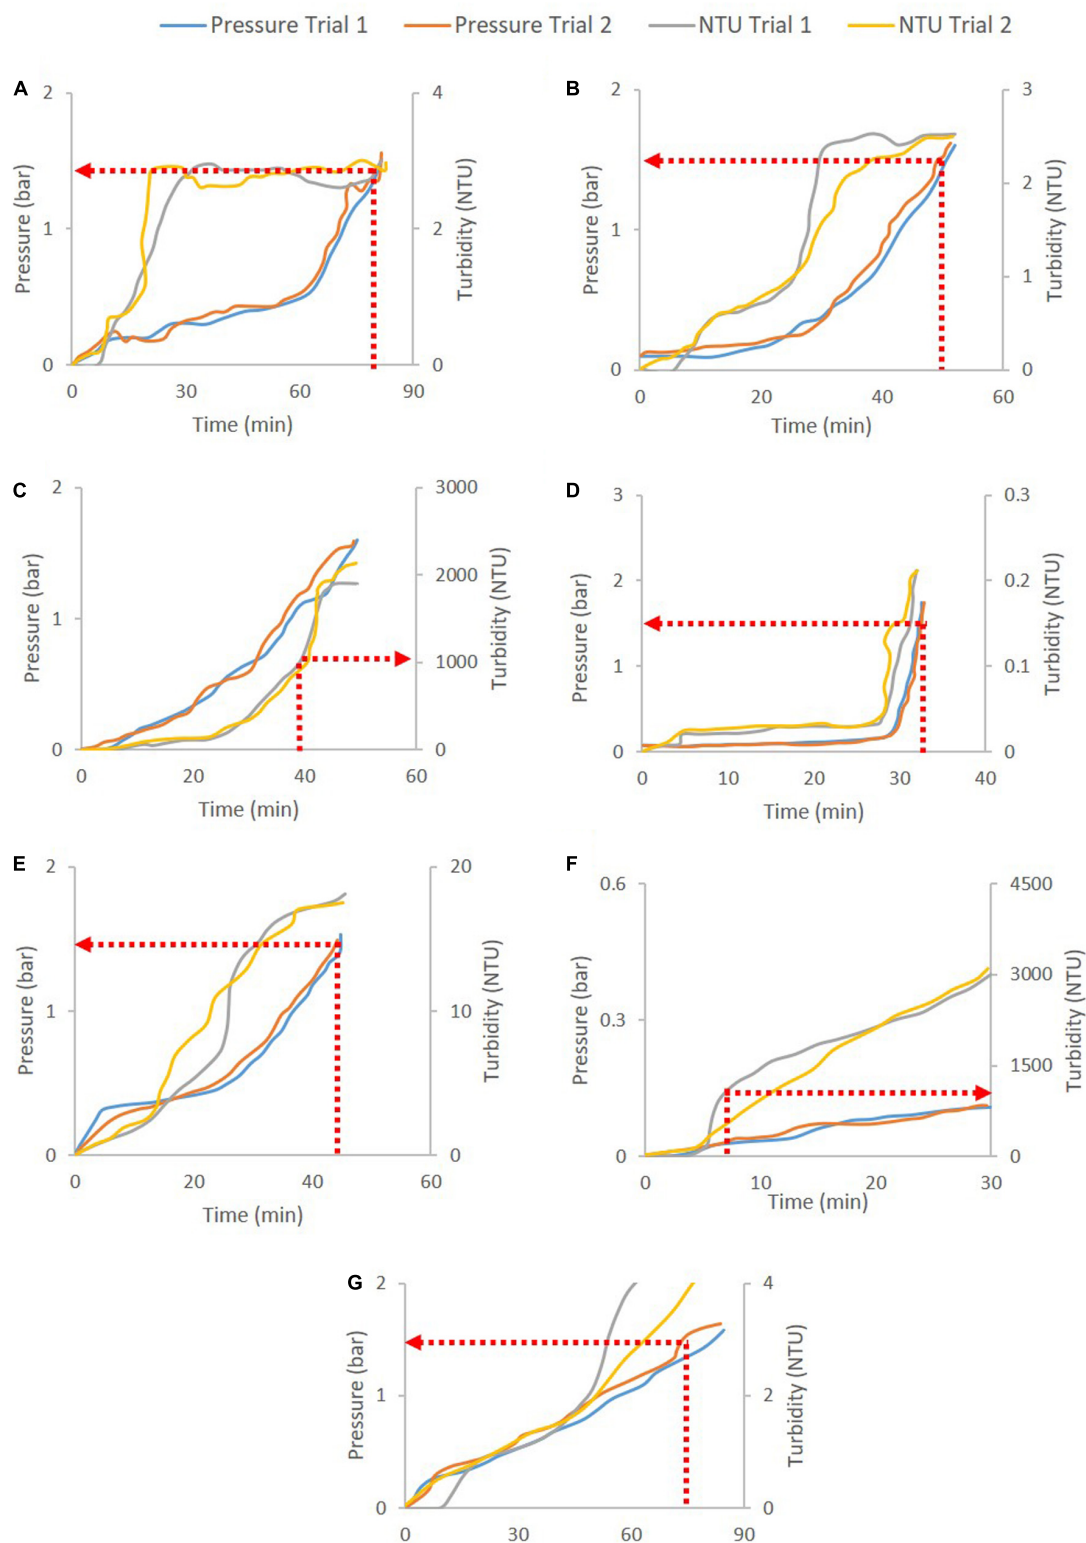 Pressure Trial 1 Pressure Trial 2 NTU Trial 1 NTU Trial 2
A
2
1
0
4
2
0
0 30 60 90
Pressure (bar)
Turbidity (NTU)
Time (min)
B
2
1
0
3
2
1
0
0 20 40 60
Pressure (bar)
Turbidity (NTU)
Time (min)
C
2
1
0
3000
2000
1000
0
0 20 40 60
Pressure (bar)
Turbidity (NTU)
Time (min)
D
3
2
1
0
0.3
0.2
0.1
0
0 10 20 30 40
Pressure (bar)
Turbidity (NTU)
Time (min)
E
2
1
0
20
10
0
0 20 40 60
Pressure (bar)
Turbidity (NTU)
Time (min)
F
0.6
0.3
0
4500
3000
1500
0
0 10 20 30
Pressure (bar)
Turbidity (NTU)
Time (min)
G
2
1
0
4
2
0
0 30 60 90
Pressure (bar)
Turbidity (NTU)